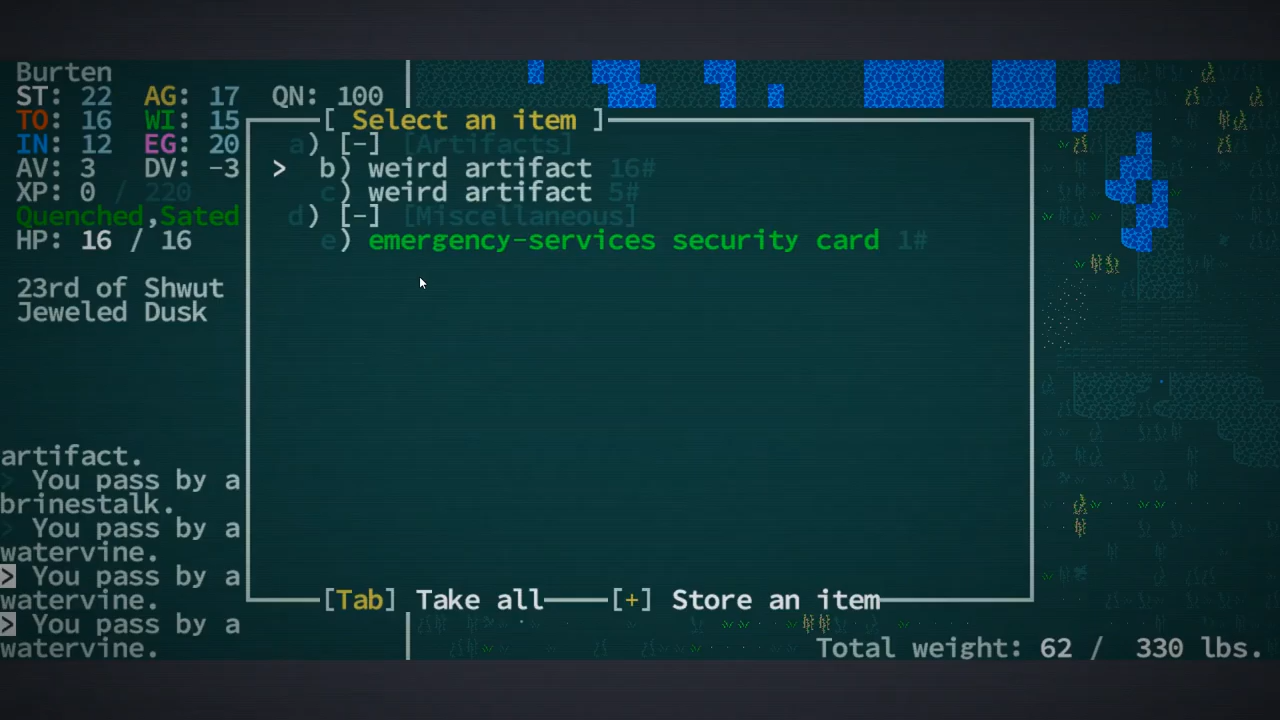 Burten
ST: 22 AG: 17 QN: 100
TO: 16 WI: 15
IN: 12 EG: 20
AV: 3 DV: -3
XP: 0 / 220
Quenched,Sated
HP: 16 / 16
23rd of Shwut
Jeweled Dusk
artifact.
> You pass by a
brinestalk.
> You pass by a
watervine.
> You pass by a
watervine.
> You pass by a
watervine.
[ Select an item ]
a) [-] [Artifacts]
> b) weird artifact 16#
c) weird artifact 5#
d) [-] [Miscellaneous]
e) emergency-services security card 1#
[Tab] Take all [+] Store an item
Total weight: 62 / 330 lbs.